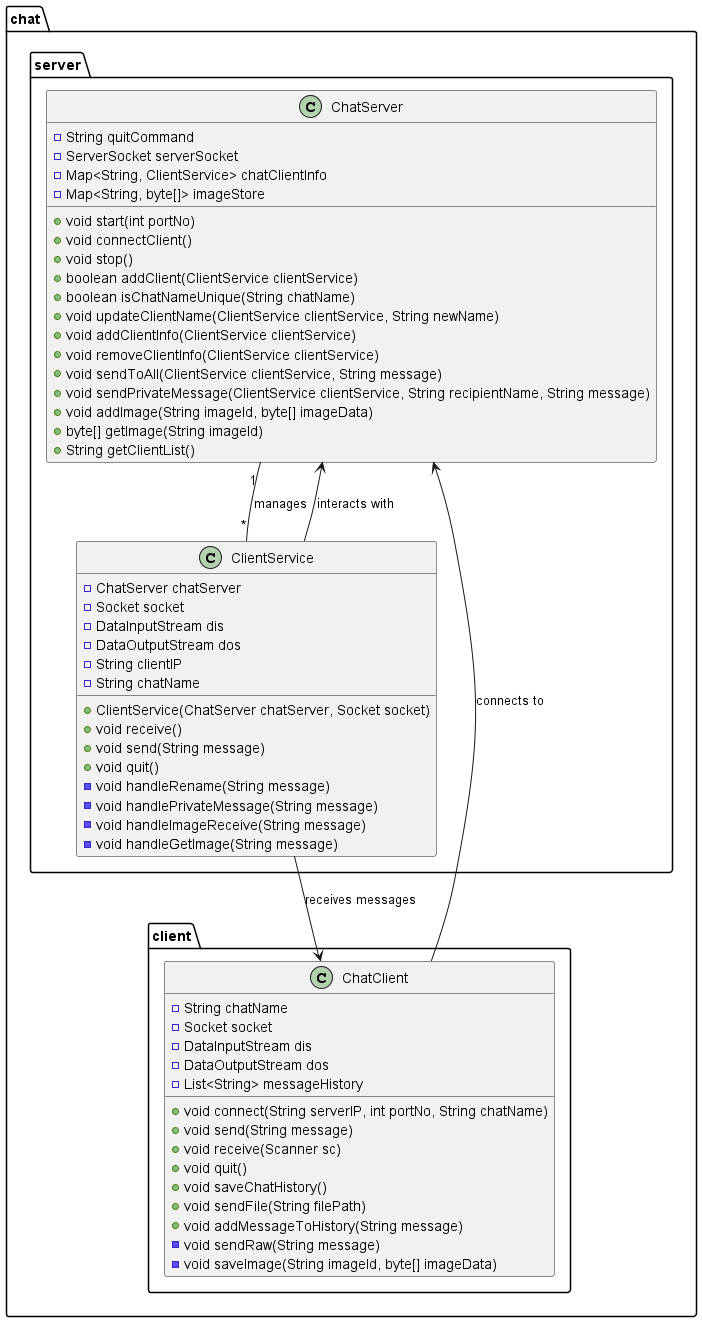 chat
server
C ChatServer
String quitCommand
ServerSocket serverSocket
Map<String, ClientService> chatClientInfo
Map<String, byte[]> imageStore
void start(int portNo)
void connectClient()
void stop()
boolean addClient(ClientService clientService)
boolean isChatNameUnique(String chatName)
void updateClientName(ClientService clientService, String newName)
void addClientInfo(ClientService clientService)
void removeClientInfo(ClientService clientService)
void sendToAll(ClientService clientService, String message)
void sendPrivateMessage(ClientService clientService, String recipientName, String message)
void addImage(String imageId, byte[] imageData)
byte[] getImage(String imageId)
String getClientList()
1
manages
interacts with
*
C ClientService
ChatServer chatServer
Socket socket
DataInputStream dis
DataOutputStream dos
String clientIP
String chatName
ClientService(ChatServer chatServer, Socket socket)
void receive()
void send(String message)
void quit()
void handleRename(String message)
void handlePrivateMessage(String message)
void handleImageReceive(String message)
void handleGetImage(String message)
connects to
receives messages
client
C ChatClient
String chatName
Socket socket
DataInputStream dis
DataOutputStream dos
List<String> messageHistory
void connect(String serverIP, int portNo, String chatName)
void send(String message)
void receive(Scanner sc)
void quit()
void saveChatHistory()
void sendFile(String filePath)
void addMessageToHistory(String message)
void sendRaw(String message)
void saveImage(String imageId, byte[] imageData)